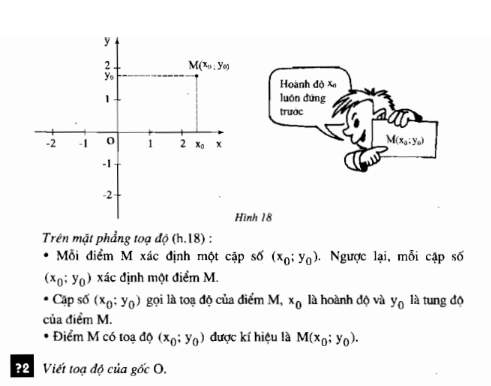 y
2
y₀
M(x₀; y₀)
1
-2 -1 O 1 2 x₀ x
-1
-2
Hoành độ x₀
luôn đứng
trước
M(x₀; y₀)
Hình 18
Trên mặt phẳng toạ độ (h.18) :
• Mỗi điểm M xác định một cặp số (x₀; y₀). Ngược lại, mỗi cặp số
(x₀; y₀) xác định một điểm M.
• Cặp số (x₀; y₀) gọi là toạ độ của điểm M, x₀ là hoành độ và y₀ là tung độ
của điểm M.
• Điểm M có toạ độ (x₀; y₀) được kí hiệu là M(x₀; y₀).
?2 Viết toạ độ của gốc O.